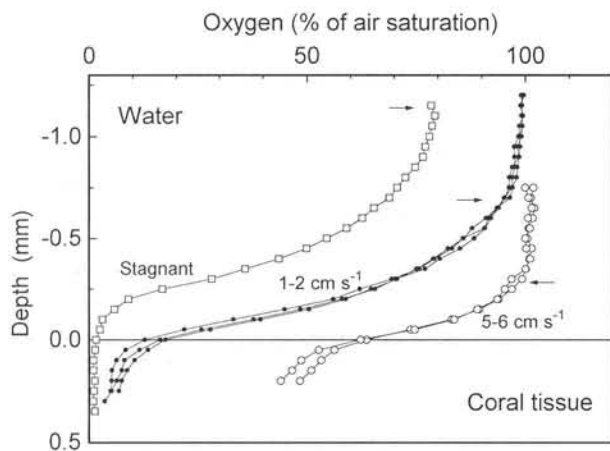 Oxygen (% of air saturation)
0 50 100
Water
-1.0
-0.5
0.0
0.5
Depth (mm)
Stagnant
1-2 cm s-1
5-6 cm s-1
Coral tissue